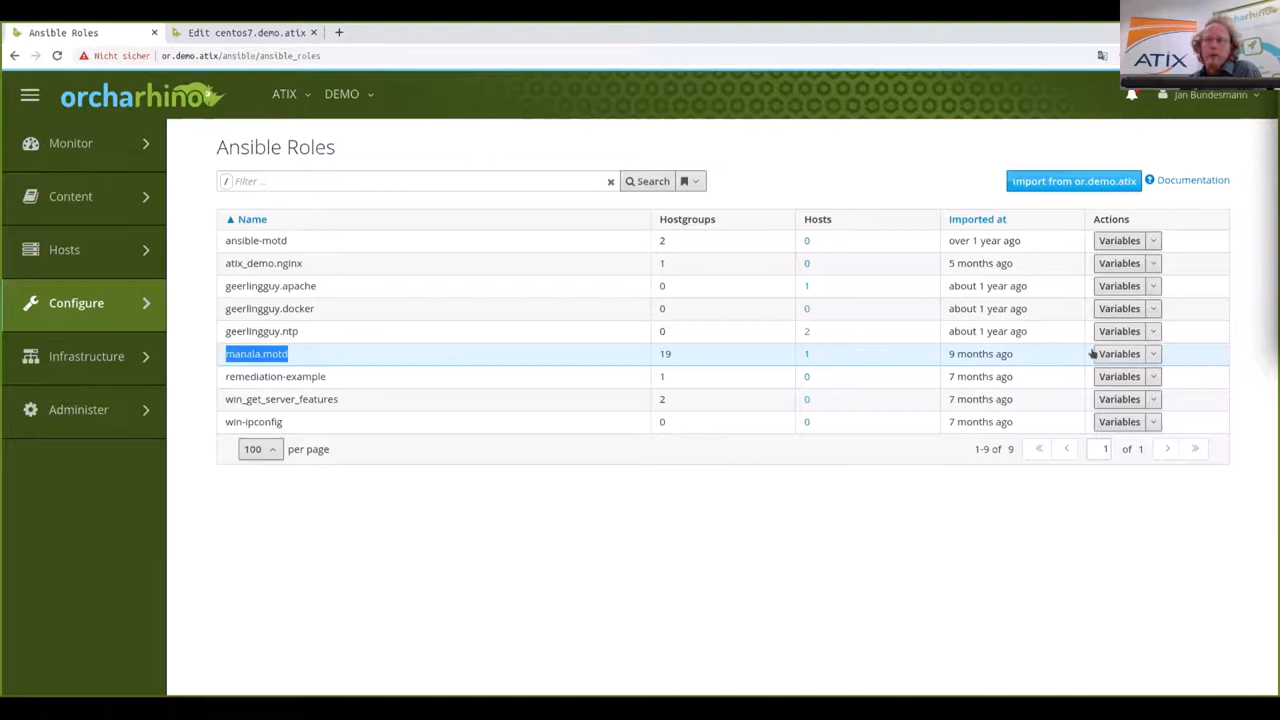 Ansible Roles
Edit centos7.demo.atix
Nicht sicher or.demo.atix/ansible/ansible_roles
orcharhino
ATIX DEMO
Jan Bundesmann
ATIX
orcharhino
Monitor
Content
Hosts
Configure
Infrastructure
Administer
Ansible Roles
Filter ...
Search
Import from or.demo.atix
Documentation
Name Hostgroups Hosts Imported at Actions
ansible-motd 2 0 over 1 year ago Variables
atix_demo.nginx 1 0 5 months ago Variables
geerlingguy.apache 0 1 about 1 year ago Variables
geerlingguy.docker 0 0 about 1 year ago Variables
geerlingguy.ntp 0 2 about 1 year ago Variables
manala.motd 19 1 9 months ago Variables
remediation-example 1 0 7 months ago Variables
win_get_server_features 2 0 7 months ago Variables
win-ipconfig 0 0 7 months ago Variables
100 per page
1-9 of 9 1 of 1